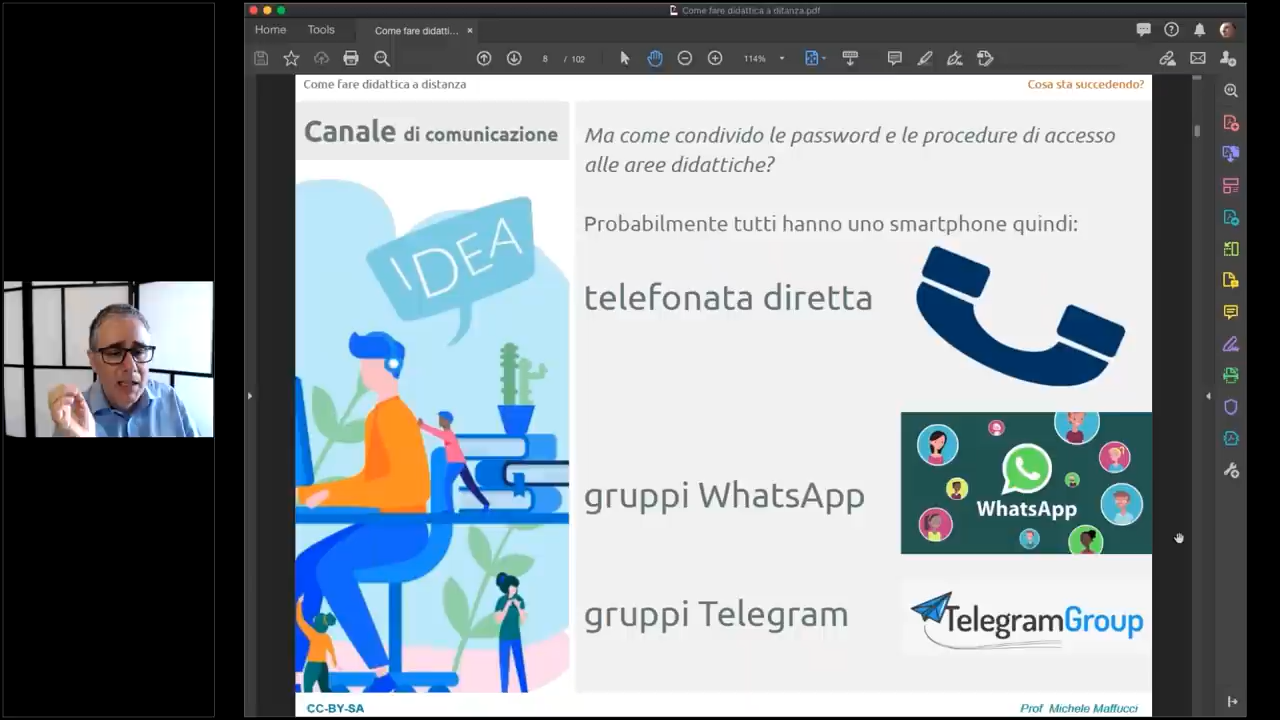 Come fare didattica a ditanza.pdf
Home
Tools
Come fare didatti...
8 / 102
114%
Come fare didattica a distanza
Cosa sta succedendo?
Canale di comunicazione
IDEA
Ma come condivido le password e le procedure di accesso
alle aree didattiche?
Probabilmente tutti hanno uno smartphone quindi:
telefonata diretta
gruppi WhatsApp
WhatsApp
gruppi Telegram
TelegramGroup
CC-BY-SA
Prof Michele Maffucci